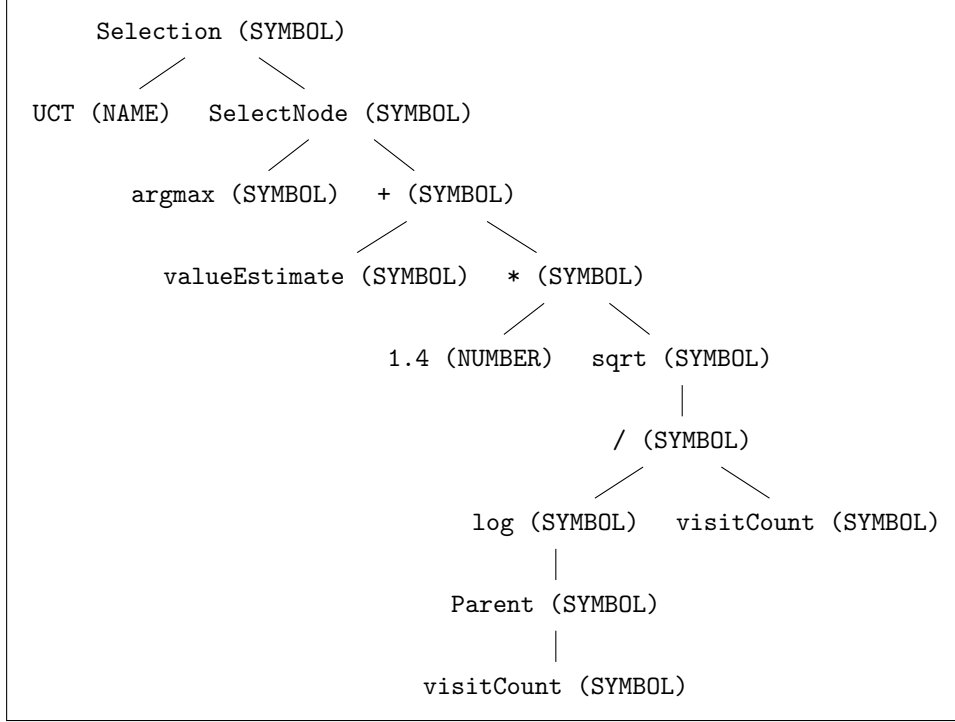 Selection (SYMBOL)
UCT (NAME) SelectNode (SYMBOL)
argmax (SYMBOL) + (SYMBOL)
valueEstimate (SYMBOL) * (SYMBOL)
1.4 (NUMBER) sqrt (SYMBOL)
/ (SYMBOL)
log (SYMBOL) visitCount (SYMBOL)
Parent (SYMBOL)
visitCount (SYMBOL)